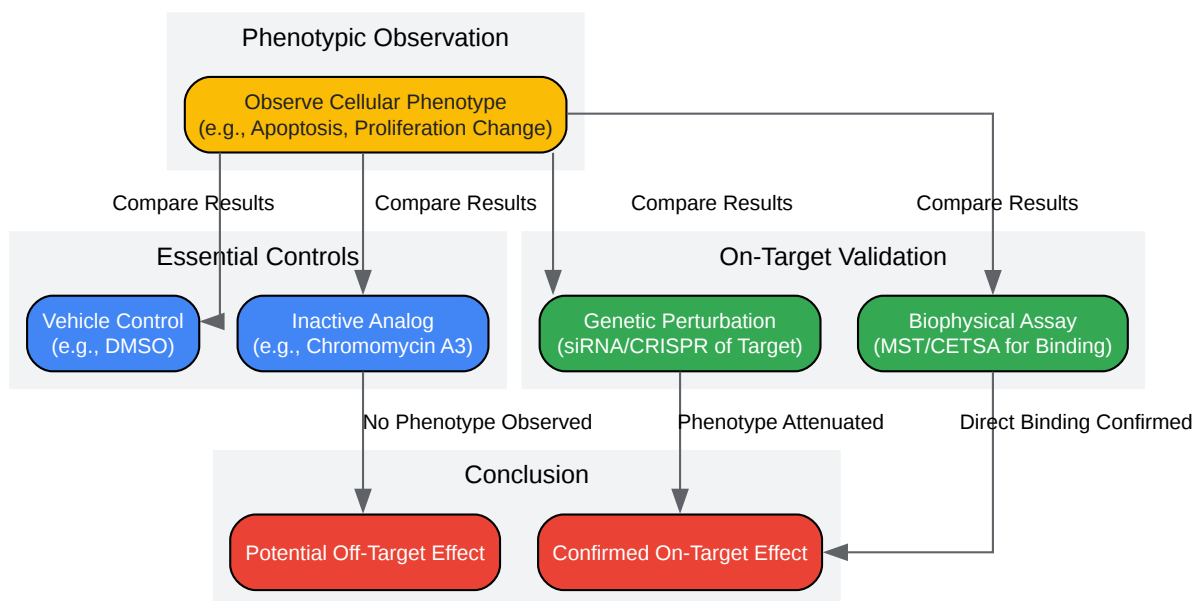 Phenotypic Observation
Observe Cellular Phenotype
(e.g., Apoptosis, Proliferation Change)
Compare Results
Compare Results
Compare Results
Compare Results
Essential Controls
On-Target Validation
Vehicle Control
(e.g., DMSO)
Inactive Analog
(e.g., Chromomycin A3)
Genetic Perturbation
(siRNA/CRISPR of Target)
Biophysical Assay
(MST/CETSA for Binding)
No Phenotype Observed
Phenotype Attenuated
Direct Binding Confirmed
Conclusion
Potential Off-Target Effect
Confirmed On-Target Effect